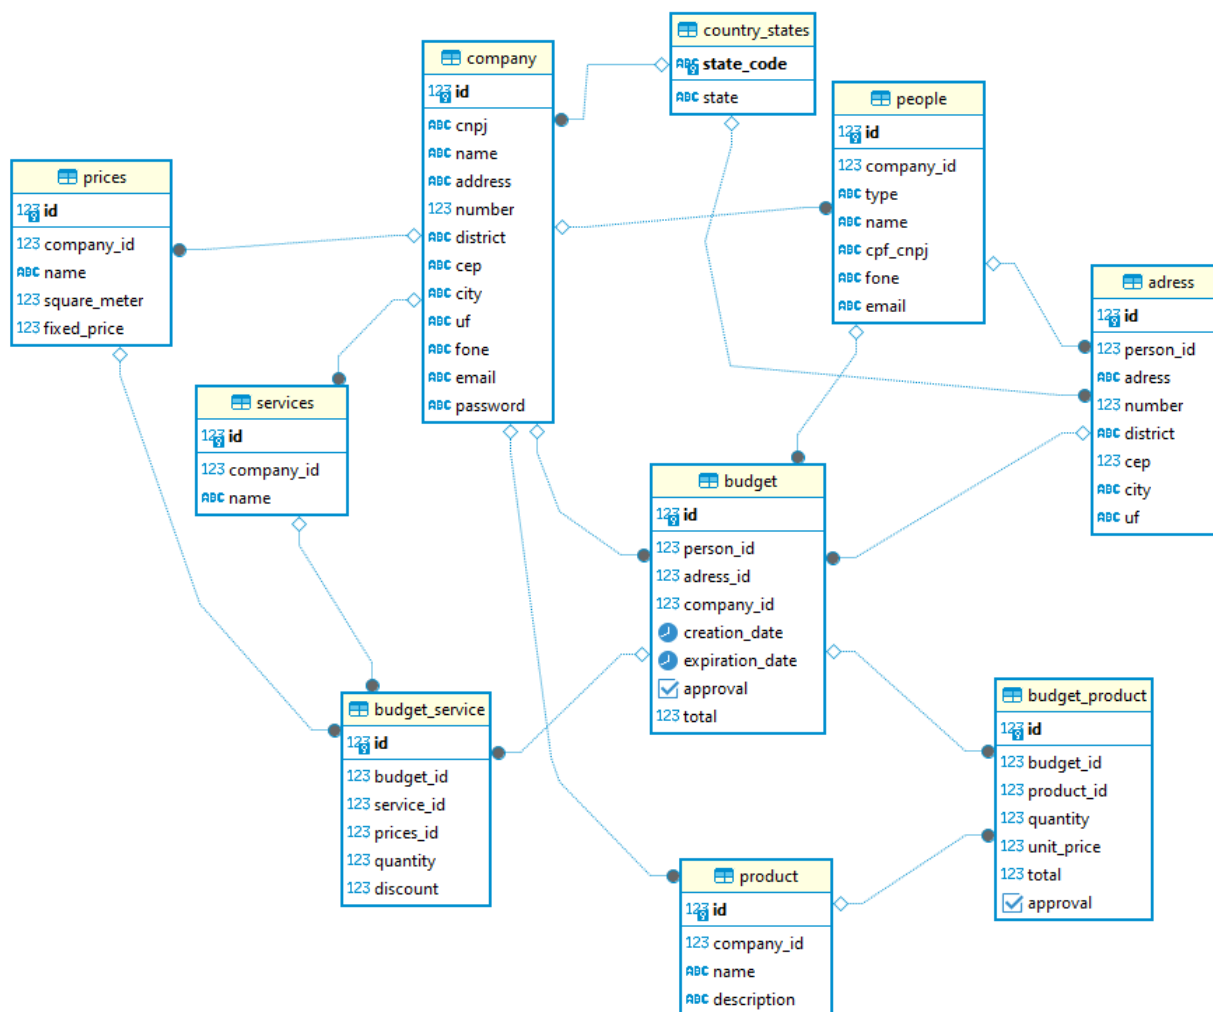 country_states
state_code
state
company
id
cnpj
name
address
number
district
cep
city
uf
fone
email
password
people
id
company_id
type
name
cpf_cnpj
fone
email
prices
id
company_id
name
square_meter
fixed_price
adress
id
person_id
adress
number
district
cep
city
uf
services
id
company_id
name
budget
id
person_id
adress_id
company_id
creation_date
expiration_date
approval
total
budget_service
id
budget_id
service_id
prices_id
quantity
discount
budget_product
id
budget_id
product_id
quantity
unit_price
total
approval
product
id
company_id
name
description